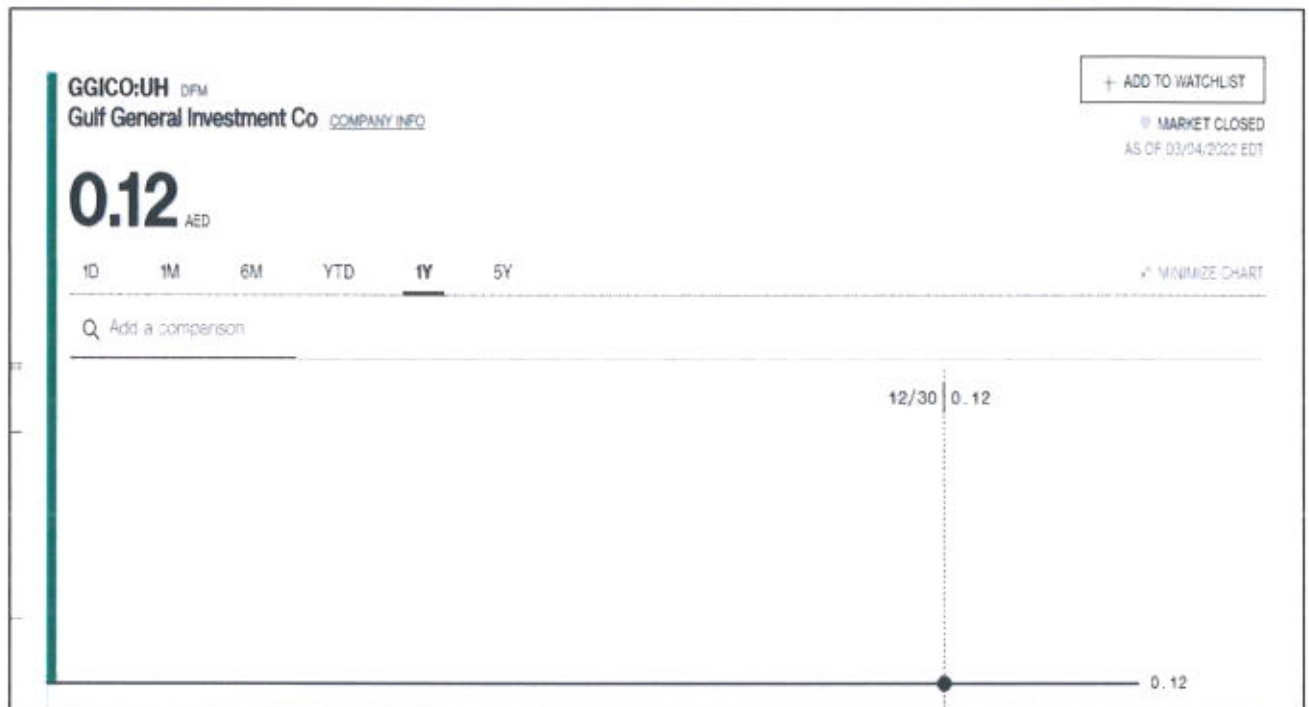 GGICO:UH DFM
+ ADD TO WATCHLIST
Gulf General Investment Co COMPANY INFO
MARKET CLOSED
AS OF 03/04/2022 EDT
0.12 AED
1D 1M 6M YTD 1Y 5Y
MINIMIZE CHART
Add a comparison
12/30 0.12
0.12